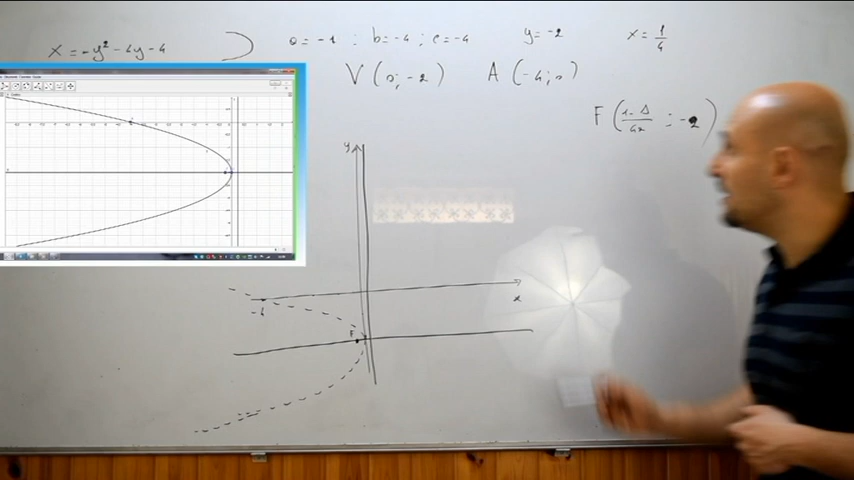 x = -y² - 4y - 4
a = -1 ; b = -4 ; c = -4
y = -2
x = 1/4
V (0; -2)
A (-4; 0)
F ( (1-Δ)/4a ; -2 )
y
x
-4
F